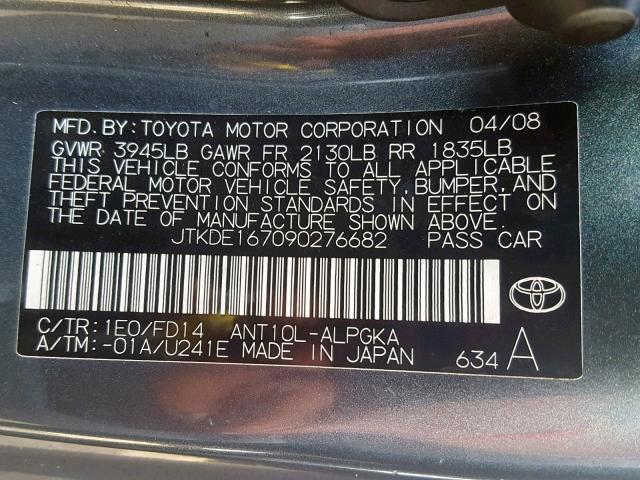 MFD.BY:TOYOTA MOTOR CORPORATION 04/08
GVWR 3945LB GAWR FR 2130LB RR 1835LB
THIS VEHICLE CONFORMS TO ALL APPLICABLE
FEDERAL MOTOR VEHICLE SAFETY, BUMPER, AND
THEFT PREVENTION STANDARDS IN EFFECT ON
THE DATE OF MANUFACTURE SHOWN ABOVE.
JTKDE167090276682 PASS CAR
C/TR:1E0/FD14 ANT10L-ALPGKA
A/TM:-01A/U241E MADE IN JAPAN 634 A